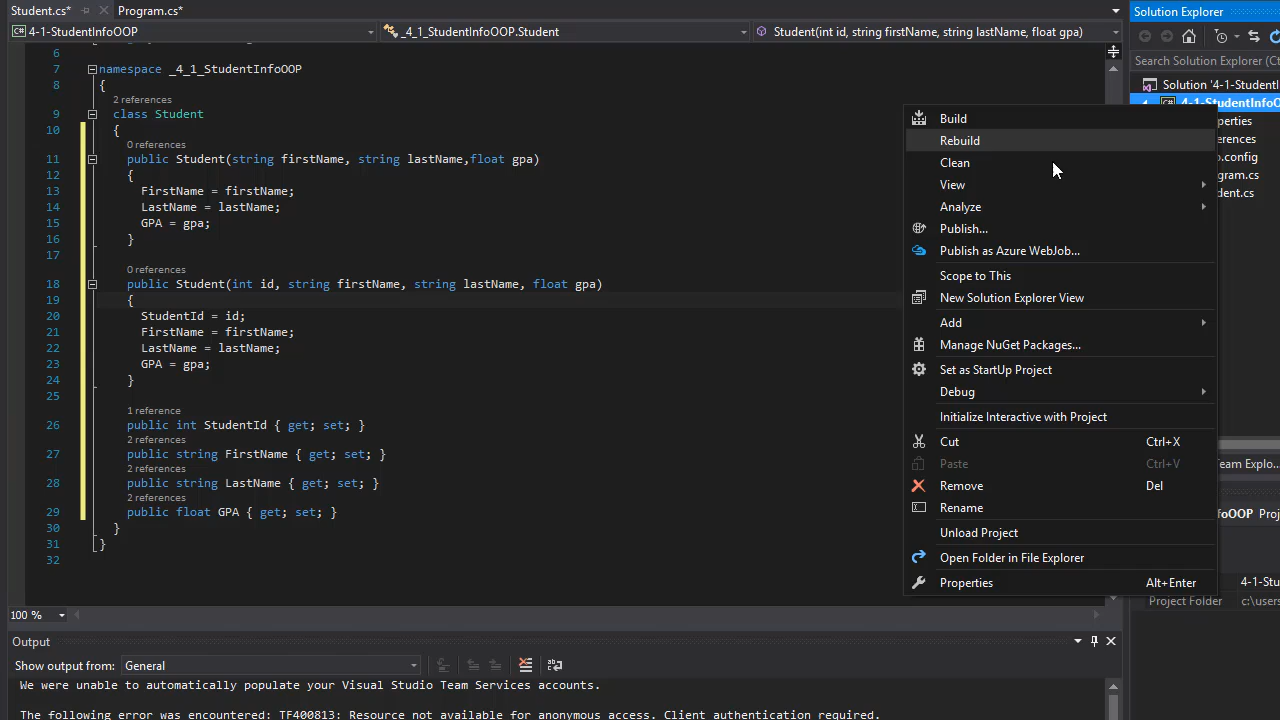 Student.cs*
Program.cs*
4-1-StudentInfoOOP
_4_1_StudentInfoOOP.Student
Student(int id, string firstName, string lastName, float gpa)
6
7 namespace _4_1_StudentInfoOOP
8 {
2 references
9 class Student
10 {
0 references
11 public Student(string firstName, string lastName,float gpa)
12 {
13 FirstName = firstName;
14 LastName = lastName;
15 GPA = gpa;
16 }
17
0 references
18 public Student(int id, string firstName, string lastName, float gpa)
19 {
20 StudentId = id;
21 FirstName = firstName;
22 LastName = lastName;
23 GPA = gpa;
24 }
25
1 reference
26 public int StudentId { get; set; }
2 references
27 public string FirstName { get; set; }
2 references
28 public string LastName { get; set; }
2 references
29 public float GPA { get; set; }
30 }
31 }
32
100 %
Output
Show output from: General
We were unable to automatically populate your Visual Studio Team Services accounts.
The following error was encountered: TF400813: Resource not available for anonymous access. Client authentication required.
Build
Rebuild
Clean
View
Analyze
Publish...
Publish as Azure WebJob...
Scope to This
New Solution Explorer View
Add
Manage NuGet Packages...
Set as StartUp Project
Debug
Initialize Interactive with Project
Cut Ctrl+X
Paste Ctrl+V
Remove Del
Rename
Unload Project
Open Folder in File Explorer
Properties Alt+Enter
Solution Explorer
Search Solution Explorer (Ct
Solution '4-1-StudentI
4-1-StudentInfoO
perties
erences
o.config
gram.cs
dent.cs
Team Explo...
nfoOOP Proj
4-1-Stu
Project Folder c:\users